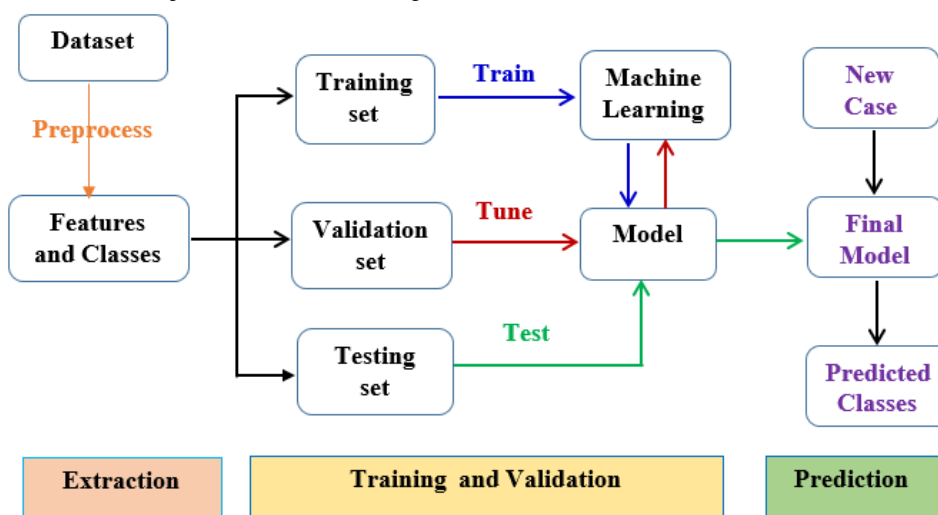 Dataset
Preprocess
Features
and Classes
Training
set
Validation
set
Testing
set
Train
Tune
Test
Machine
Learning
Model
New
Case
Final
Model
Predicted
Classes
Extraction
Training and Validation
Prediction